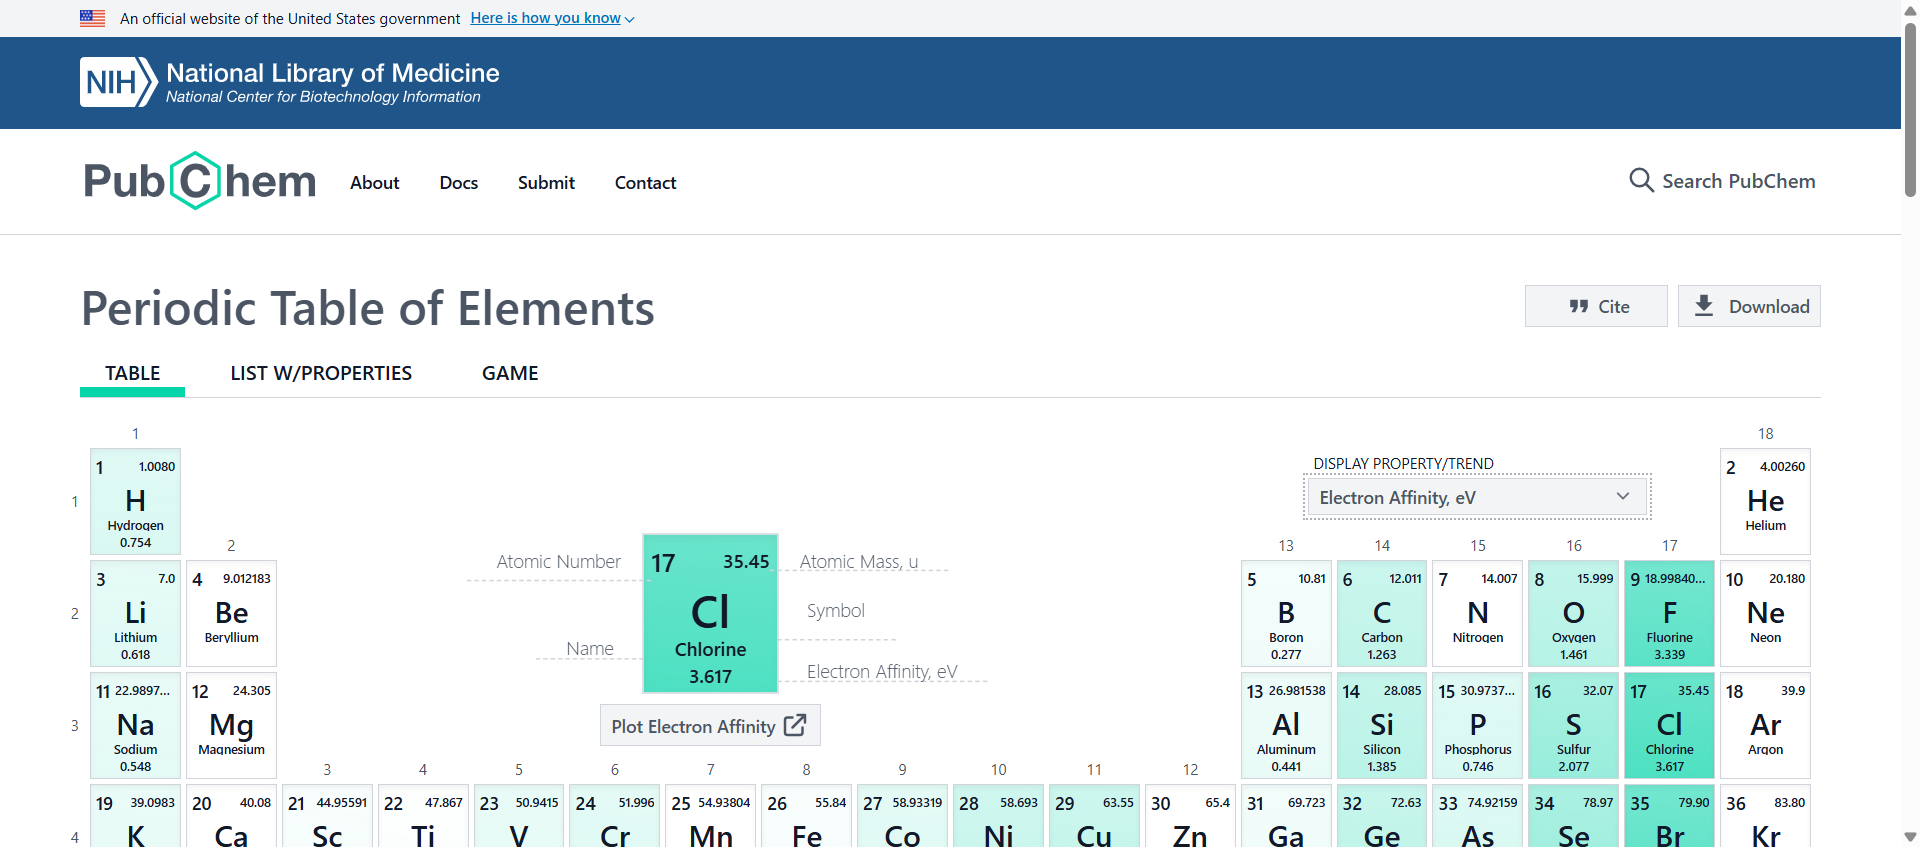 An official website of the United States government Here is how you know
NIH National Library of Medicine
National Center for Biotechnology Information
PubChem About Docs Submit Contact Search PubChem
Periodic Table of Elements Cite Download
TABLE LIST W/PROPERTIES GAME
1 18
DISPLAY PROPERTY/TREND
Electron Affinity, eV
1
1 1.0080
H
Hydrogen
0.754
2 4.00260
He
Helium
2 13 14 15 16 17
Atomic Number
Name
17 35.45
Cl
Chlorine
3.617
Atomic Mass, u
Symbol
Electron Affinity, eV
Plot Electron Affinity
2
3 7.0
Li
Lithium
0.618
4 9.012183
Be
Beryllium
5 10.81
B
Boron
0.277
6 12.011
C
Carbon
1.263
7 14.007
N
Nitrogen
8 15.999
O
Oxygen
1.461
9 18.99840...
F
Fluorine
3.339
10 20.180
Ne
Neon
3
11 22.9897...
Na
Sodium
0.548
12 24.305
Mg
Magnesium
13 26.981538
Al
Aluminum
0.441
14 28.085
Si
Silicon
1.385
15 30.9737...
P
Phosphorus
0.746
16 32.07
S
Sulfur
2.077
17 35.45
Cl
Chlorine
3.617
18 39.9
Ar
Argon
3 4 5 6 7 8 9 10 11 12
4
19 39.0983
K
20 40.08
Ca
21 44.95591
Sc
22 47.867
Ti
23 50.9415
V
24 51.996
Cr
25 54.93804
Mn
26 55.84
Fe
27 58.93319
Co
28 58.693
Ni
29 63.55
Cu
30 65.4
Zn
31 69.723
Ga
32 72.63
Ge
33 74.92159
As
34 78.97
Se
35 79.90
Br
36 83.80
Kr